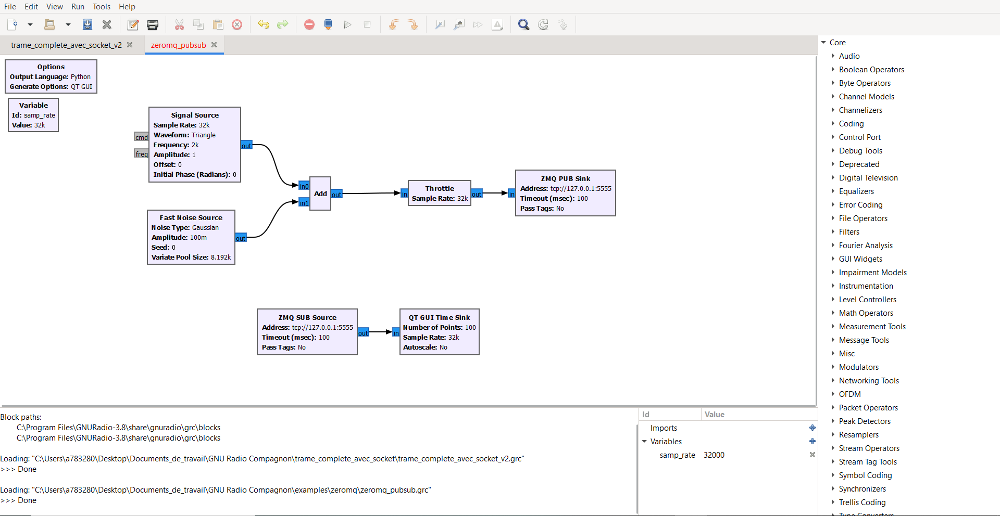 File Edit View Run Tools Help
trame_complete_avec_socket_v2
zeromq_pubsub
Options
Output Language: Python
Generate Options: QT GUI
Variable
Id: samp_rate
Value: 32k
Signal Source
Sample Rate: 32k
Waveform: Triangle
Frequency: 2k
Amplitude: 1
Offset: 0
Initial Phase (Radians): 0
cmd
freq
out
Fast Noise Source
Noise Type: Gaussian
Amplitude: 100m
Seed: 0
Variate Pool Size: 8.192k
out
in0
in1
Add
out
in
Throttle
Sample Rate: 32k
out
in
ZMQ PUB Sink
Address: tcp://127.0.0.1:5555
Timeout (msec): 100
Pass Tags: No
ZMQ SUB Source
Address: tcp://127.0.0.1:5555
Timeout (msec): 100
Pass Tags: No
out
in
QT GUI Time Sink
Number of Points: 100
Sample Rate: 32k
Autoscale: No
Core
Audio
Boolean Operators
Byte Operators
Channel Models
Channelizers
Coding
Control Port
Debug Tools
Deprecated
Digital Television
Equalizers
Error Coding
File Operators
Filters
Fourier Analysis
GUI Widgets
Impairment Models
Instrumentation
Level Controllers
Math Operators
Measurement Tools
Message Tools
Misc
Modulators
Networking Tools
OFDM
Packet Operators
Peak Detectors
Resamplers
Stream Operators
Stream Tag Tools
Symbol Coding
Synchronizers
Trellis Coding
Type Converters
Block paths:
C:\Program Files\GNURadio-3.8\share\gnuradio\grc\blocks
C:\Program Files\GNURadio-3.8\share\gnuradio\grc\blocks
Loading: "C:\Users\a783280\Desktop\Documents_de_travail\GNU Radio Compagnon\trame_complete_avec_socket\trame_complete_avec_socket_v2.grc"
>>> Done
Loading: "C:\Users\a783280\Desktop\Documents_de_travail\GNU Radio Compagnon\examples\zeromq\zeromq_pubsub.grc"
>>> Done
Id Value
Imports
Variables
samp_rate 32000